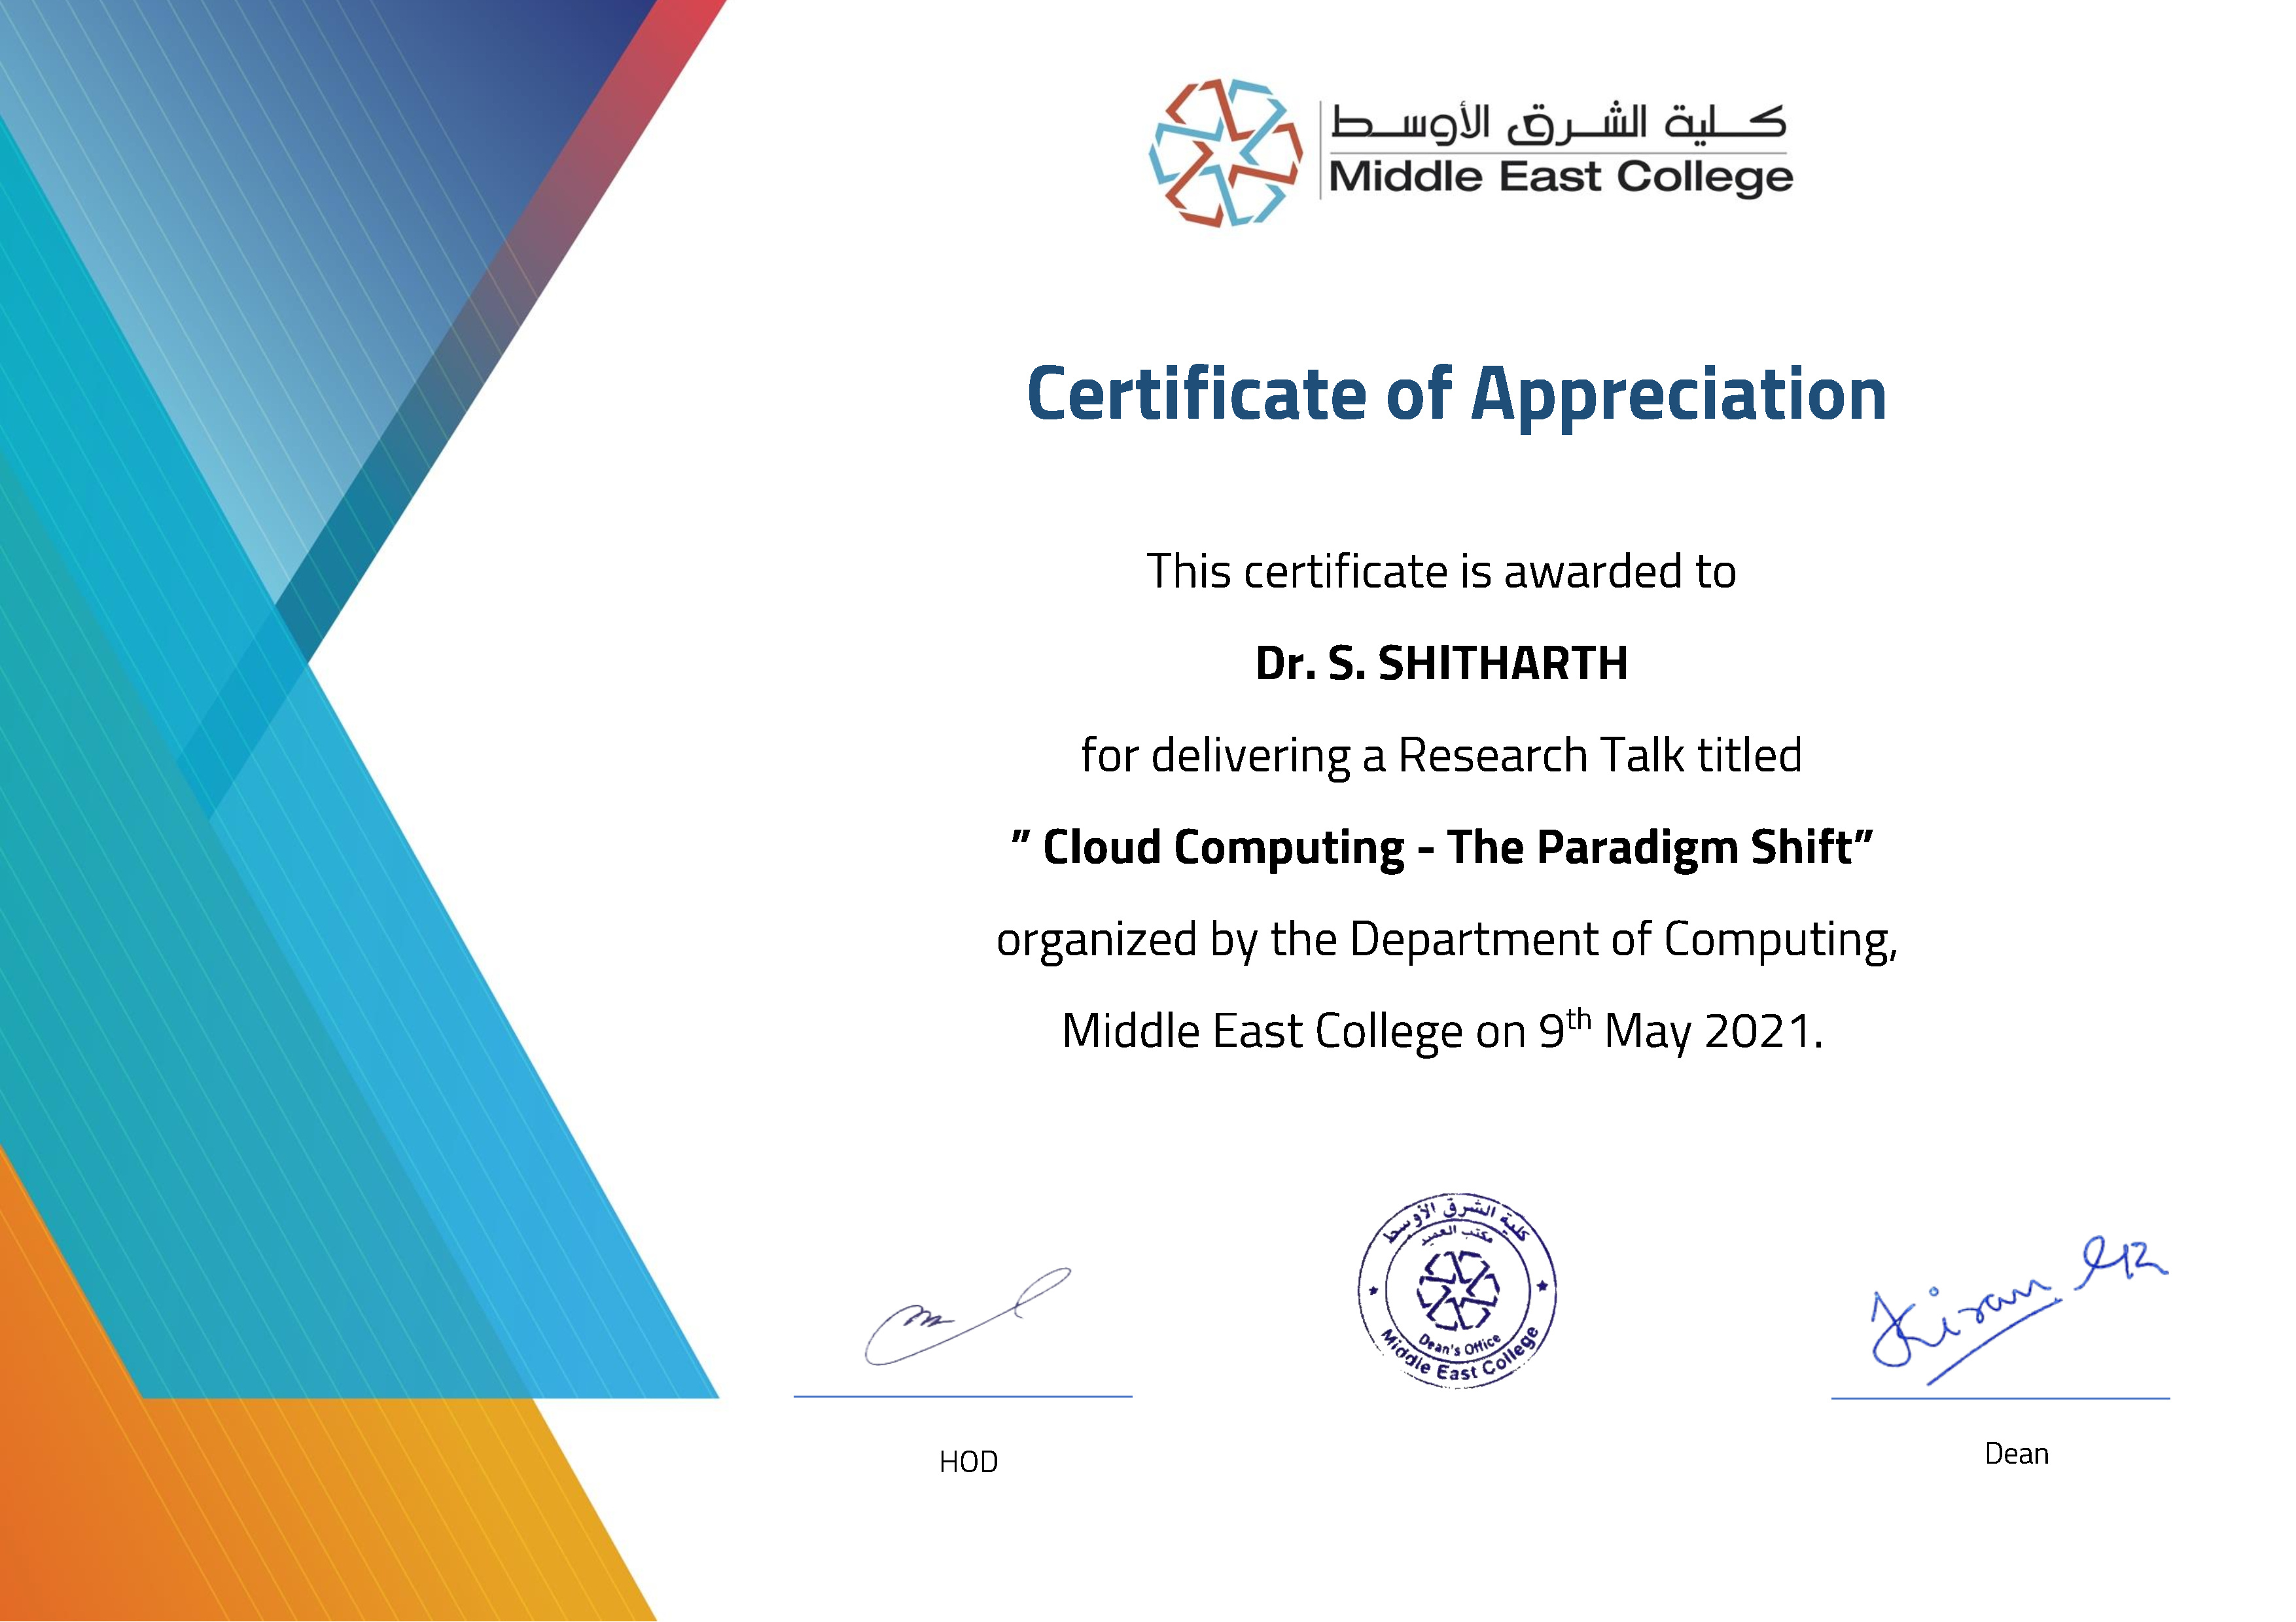 كلية الشرق الأوسط
Middle East College
Certificate of Appreciation
This certificate is awarded to
Dr. S. SHITHARTH
for delivering a Research Talk titled
” Cloud Computing - The Paradigm Shift”
organized by the Department of Computing,
Middle East College on 9th May 2021.
كلية الشرق الأوسط
مكتب العميد
Dean's Office
Middle East College
Kiran
HOD
Dean